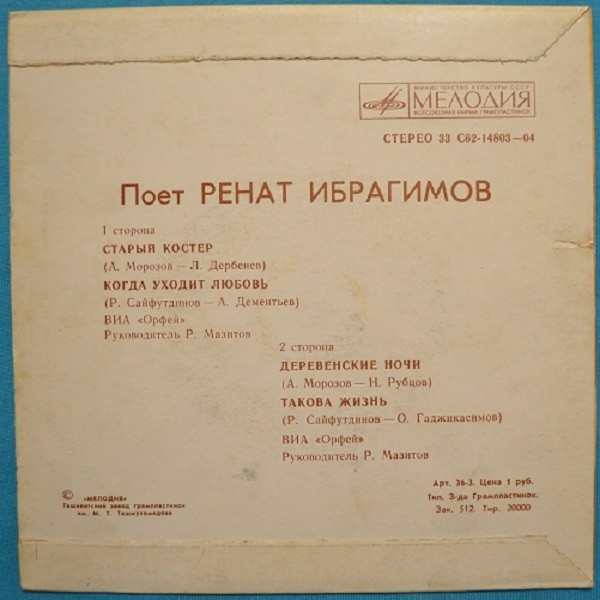 МИНИСТЕРСТВО КУЛЬТУРЫ СССР
МЕЛОДИЯ
ВСЕСОЮЗНАЯ ФИРМА ГРАМПЛАСТИНОК
СТЕРЕО 33 С62-14803—04
Поет РЕНАТ ИБРАГИМОВ
1 сторона
СТАРЫЙ КОСТЕР
(А. Морозов — Л. Дербенев)
КОГДА УХОДИТ ЛЮБОВЬ
(Р. Сайфутдинов — А. Дементьев)
ВИА «Орфей»
Руководитель Р. Мазитов
2 сторона
ДЕРЕВЕНСКИЕ НОЧИ
(А. Морозов — Н. Рубцов)
ТАКОВА ЖИЗНЬ
(Р. Сайфутдинов — О. Гаджикасимов)
ВИА «Орфей»
Руководитель Р. Мазитов
© «МЕЛОДИЯ»
Ташкентский завод грампластинок
им. М. Т. Ташмухамедова
Арт. 36-3. Цена 1 руб.
Тип. З-да Грампластинок.
Зак. 512. Тир. 20000